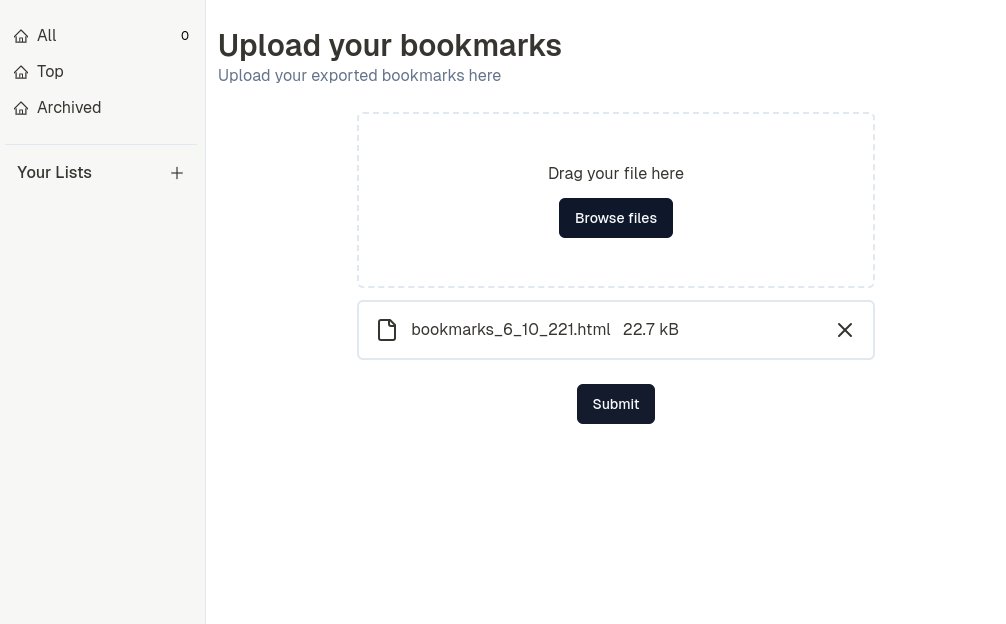 All 0
Top
Archived
Your Lists
Upload your bookmarks
Upload your exported bookmarks here
Drag your file here
Browse files
bookmarks_6_10_221.html 22.7 kB
Submit